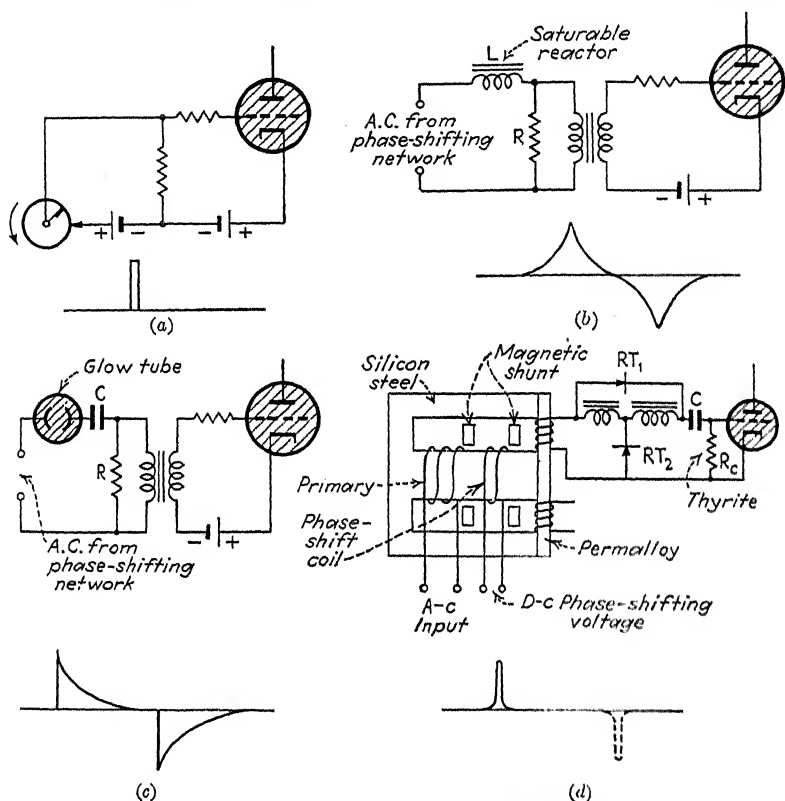 +
-
-
+
(a)
Saturable
reactor
L
A.C. from
phase-shifting
network
R
-
+
(b)
Glow tube
C
R
-
+
A.C. from
phase-shifting
network
(c)
Silicon
steel
Magnetic
shunt
RT1
C
RT2
Rc
Thyrite
Primary
Phase-
shift
coil
Permalloy
A-c
Input
D-c Phase-shifting
voltage
(d)